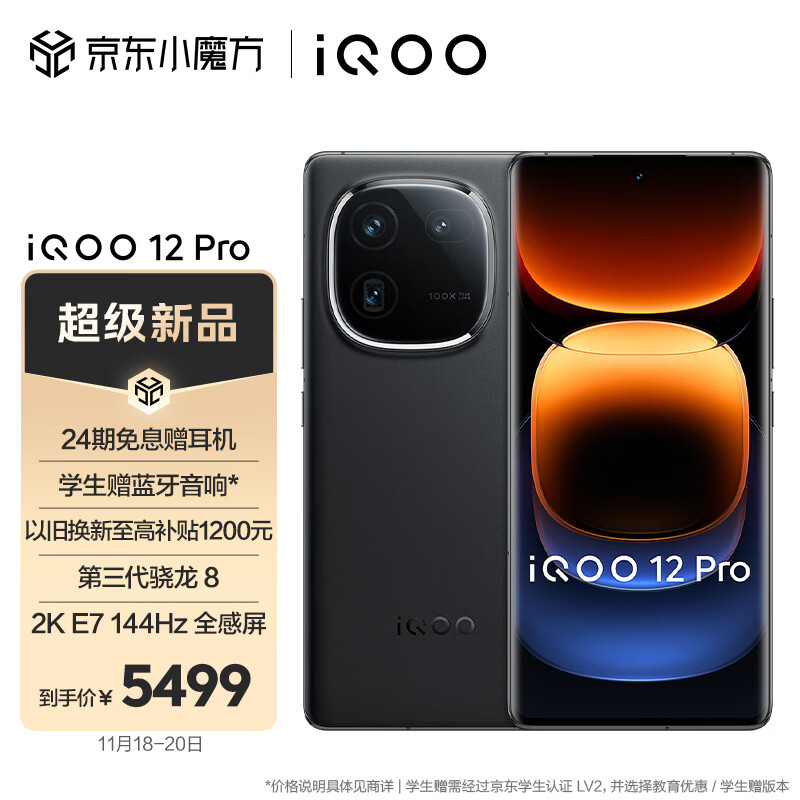 京东小魔方 | iQOO
iQOO 12 Pro
超级新品
24期免息赠耳机
学生赠蓝牙音响*
以旧换新至高补贴1200元
第三代骁龙 8
2K E7 144Hz 全感屏
到手价¥ 5499
11月18-20日
100X
iQOO
iQOO 12 Pro
*价格说明具体见商详 | 学生赠需经过京东学生认证 LV2, 并选择教育优惠 / 学生赠版本